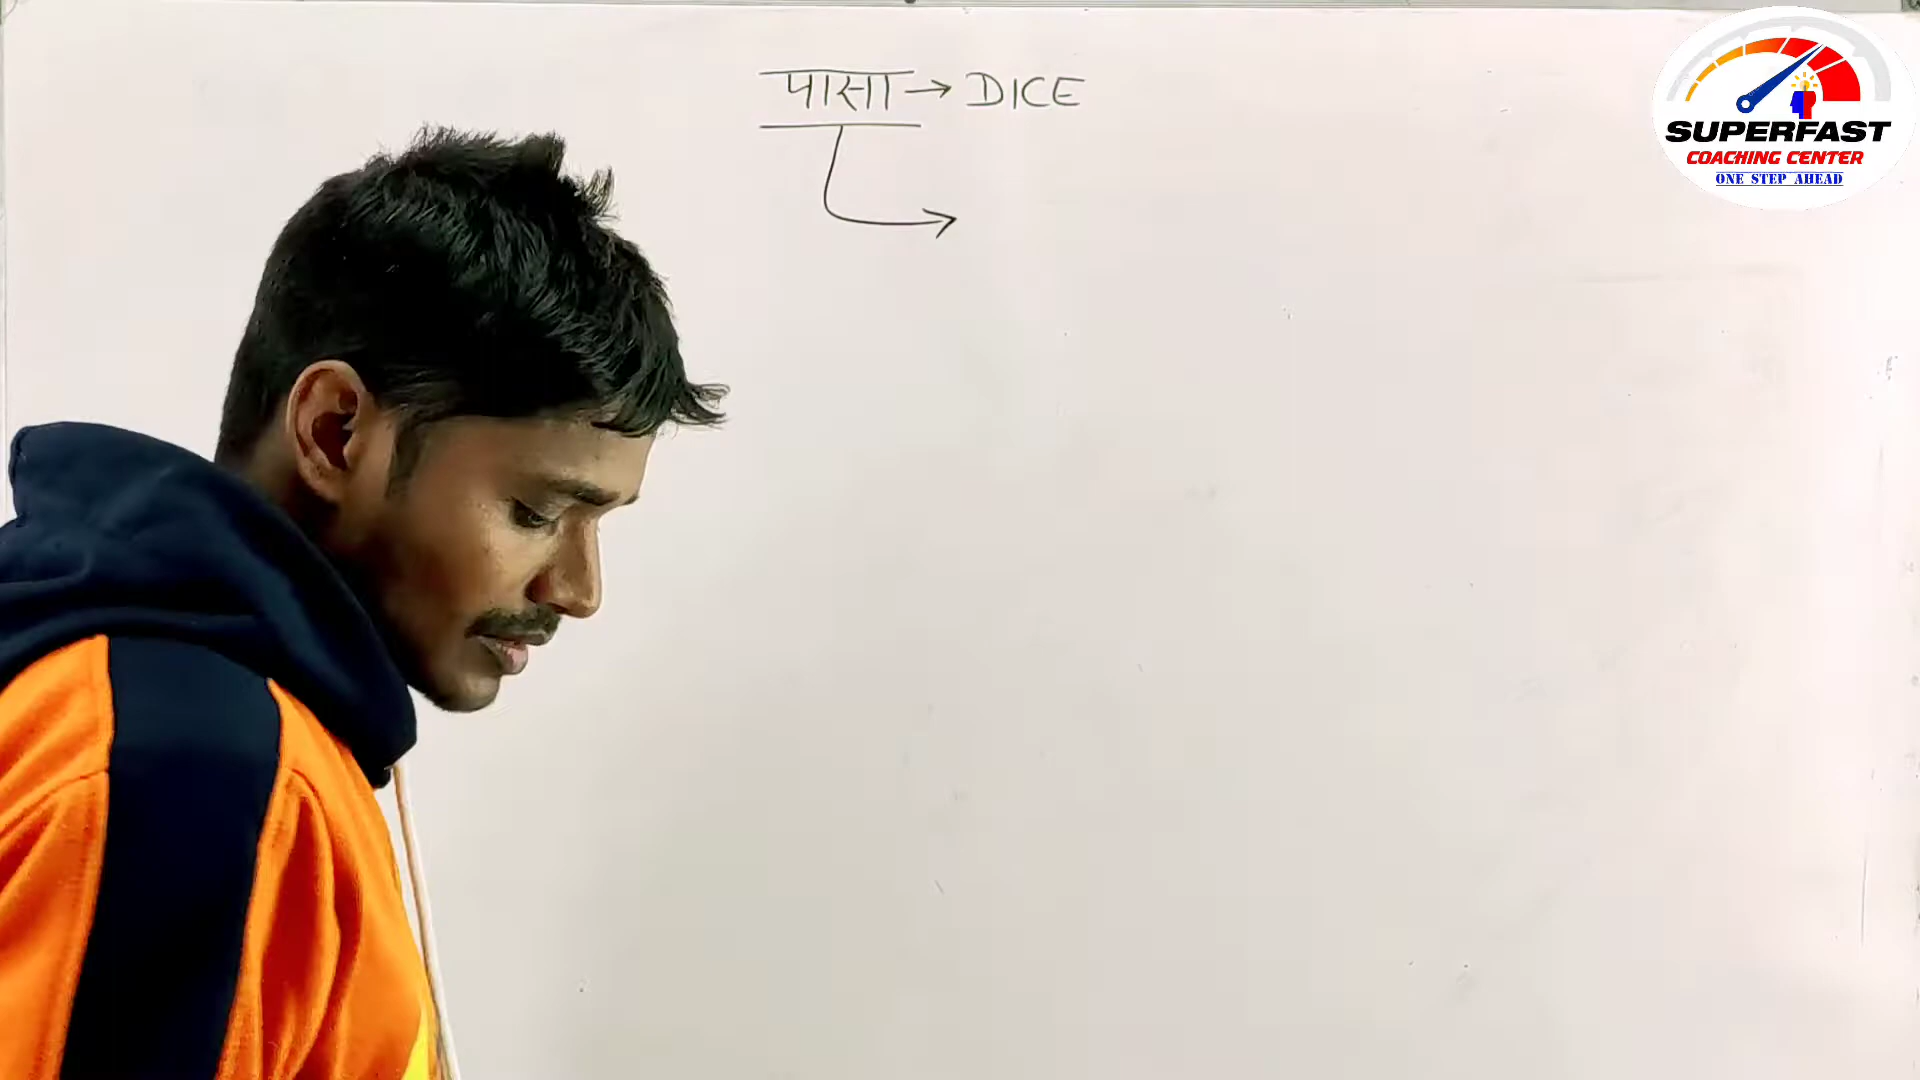 पासा → DICE
SUPERFAST
COACHING CENTER
ONE STEP AHEAD